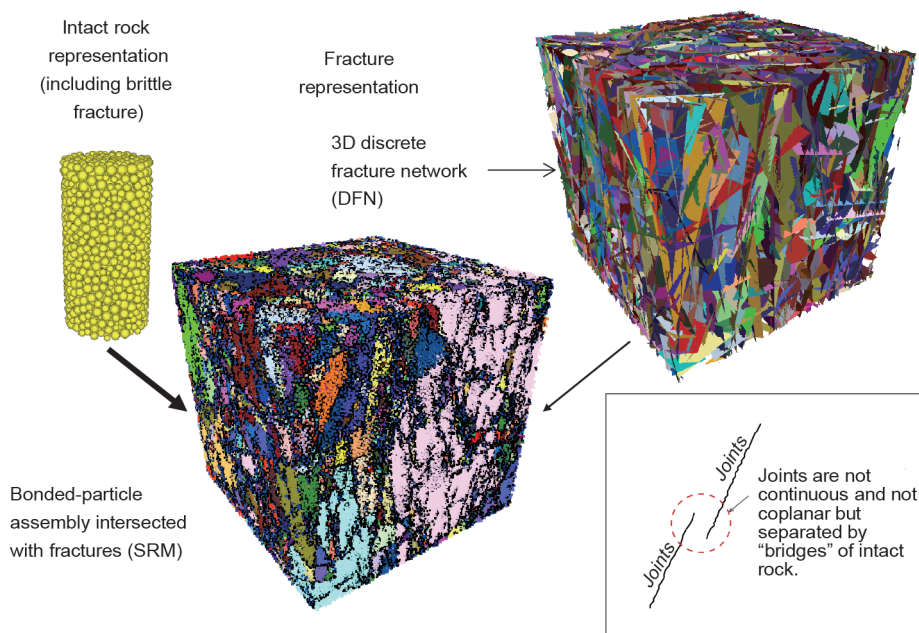 Intact rock
representation
(including brittle
fracture)
Fracture
representation
3D discrete
fracture network
(DFN)
Bonded-particle
assembly intersected
with fractures (SRM)
Joints
Joints
Joints are not
continuous and not
coplanar but
separated by
“bridges” of intact
rock.